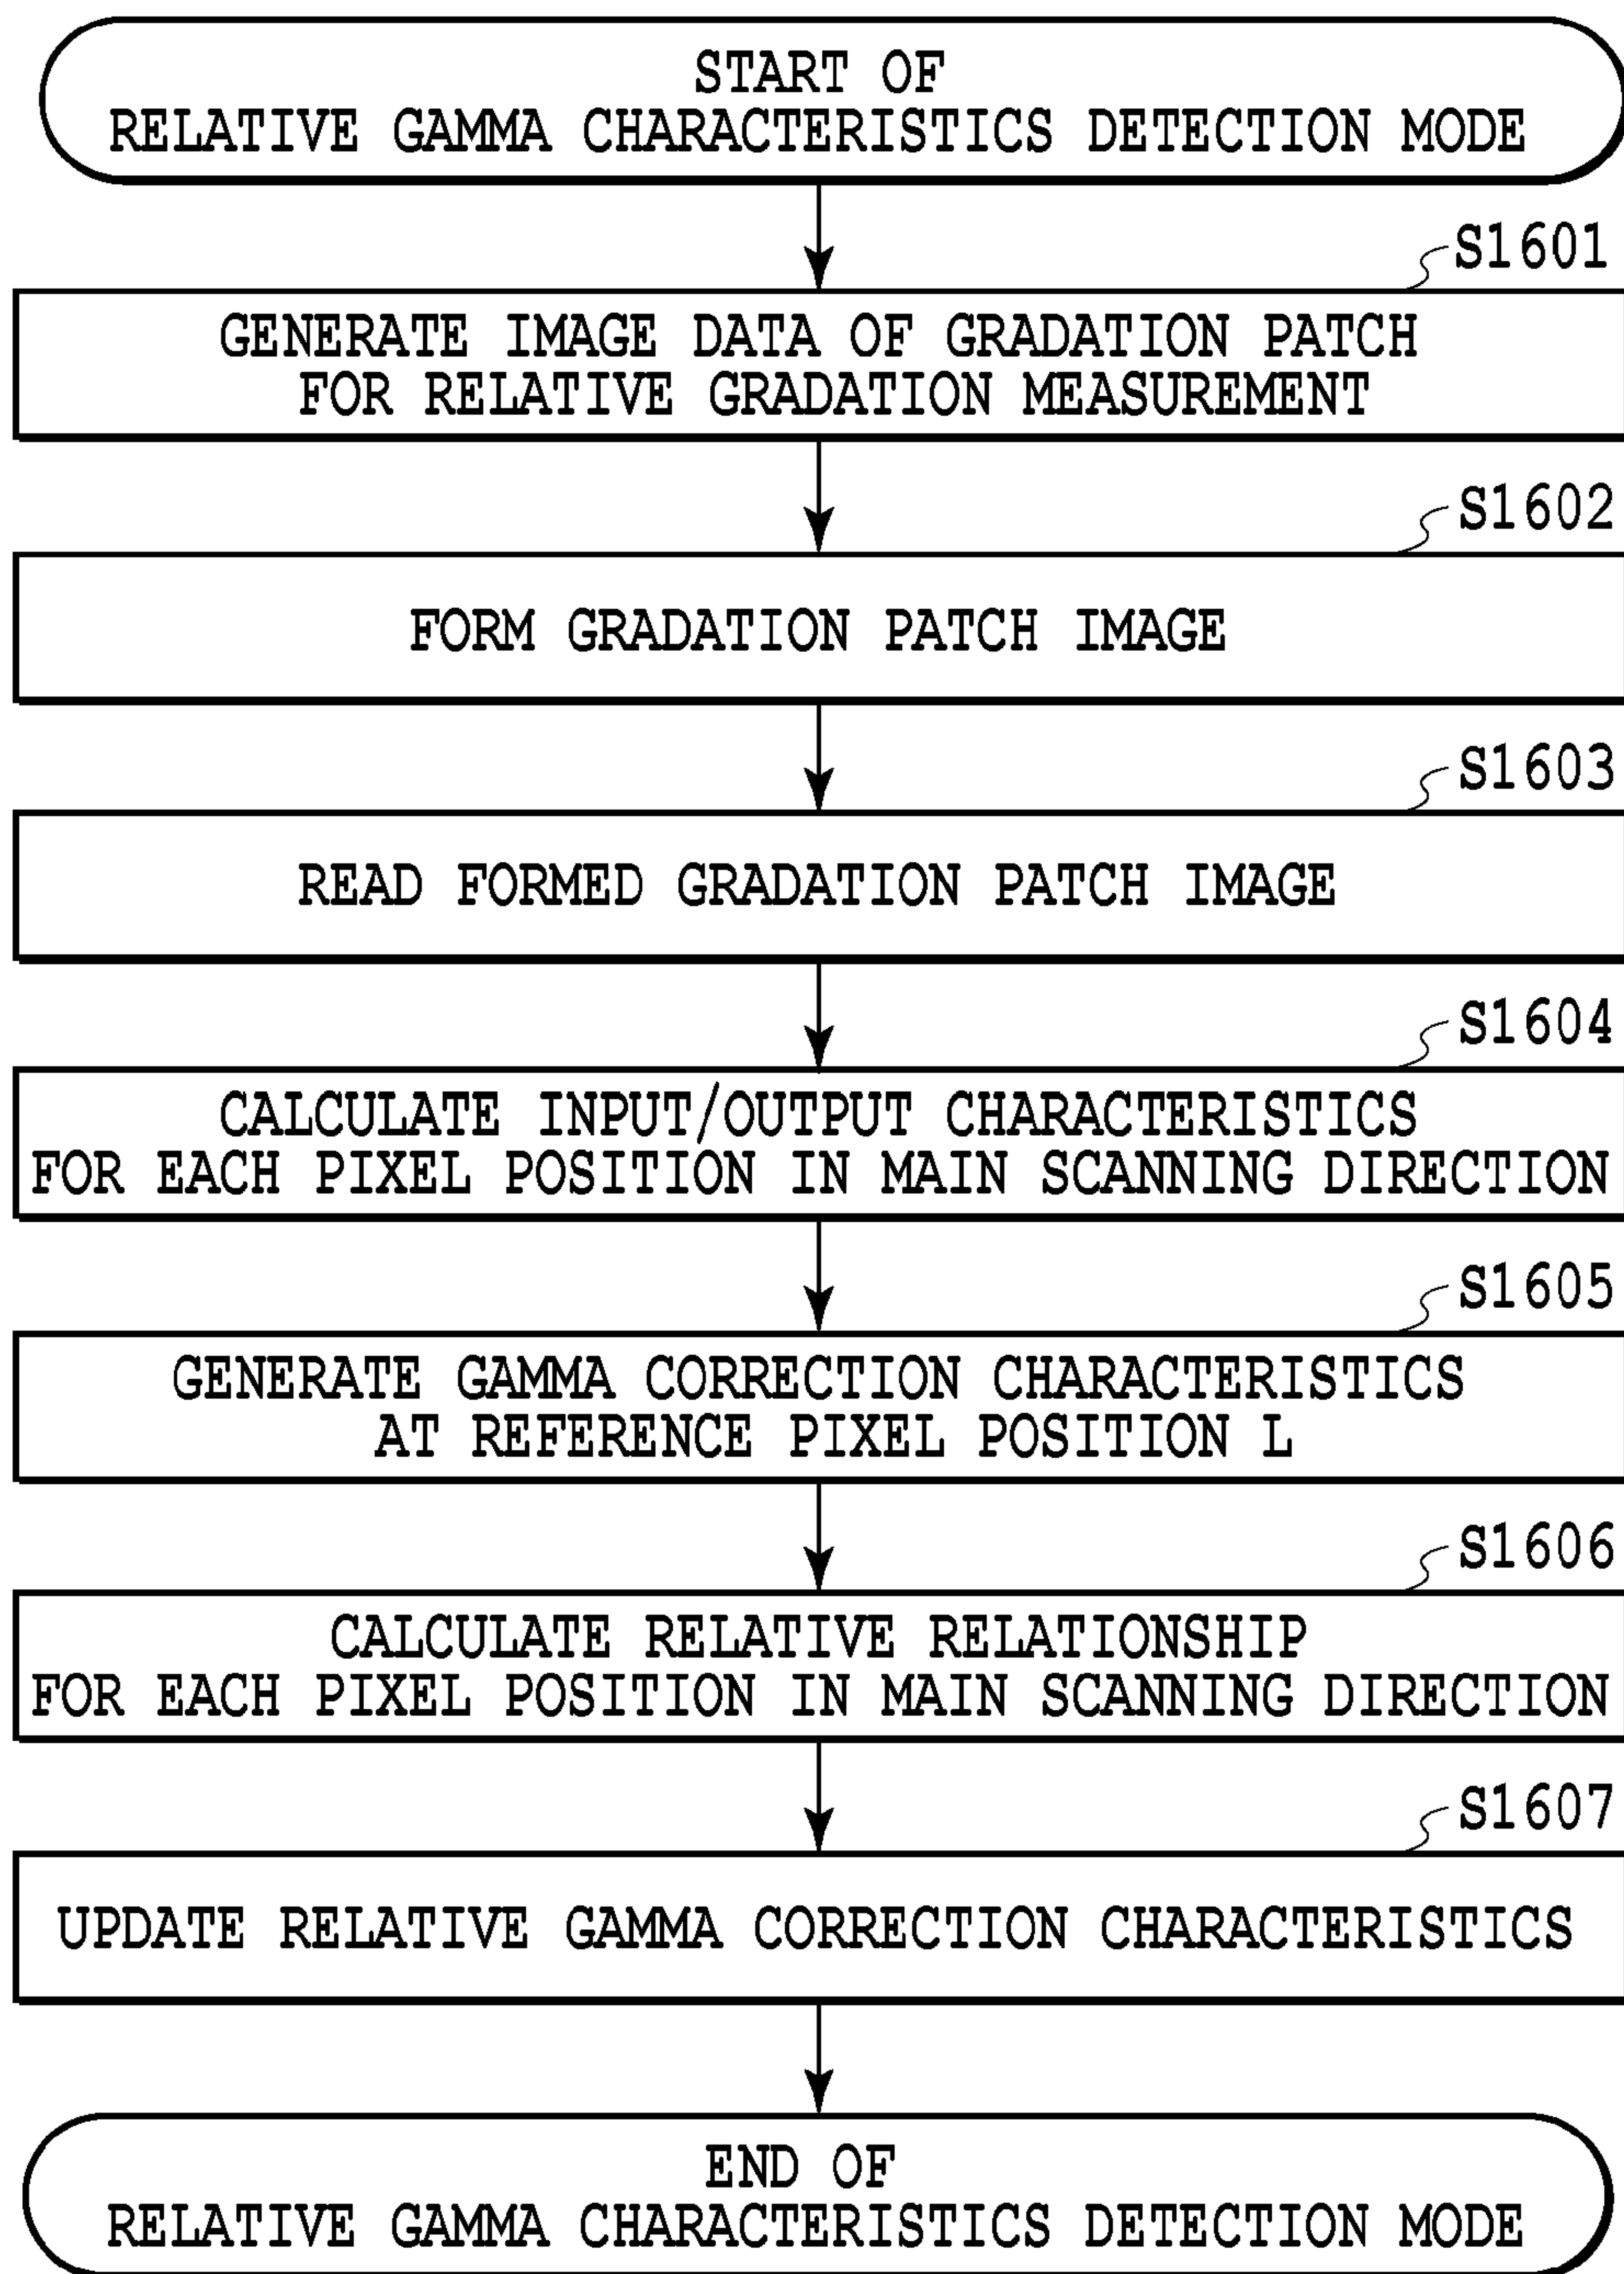 START OF
RELATIVE GAMMA CHARACTERISTICS DETECTION MODE
S1601
GENERATE IMAGE DATA OF GRADATION PATCH
FOR RELATIVE GRADATION MEASUREMENT
S1602
FORM GRADATION PATCH IMAGE
S1603
READ FORMED GRADATION PATCH IMAGE
S1604
CALCULATE INPUT/OUTPUT CHARACTERISTICS
FOR EACH PIXEL POSITION IN MAIN SCANNING DIRECTION
S1605
GENERATE GAMMA CORRECTION CHARACTERISTICS
AT REFERENCE PIXEL POSITION L
S1606
CALCULATE RELATIVE RELATIONSHIP
FOR EACH PIXEL POSITION IN MAIN SCANNING DIRECTION
S1607
UPDATE RELATIVE GAMMA CORRECTION CHARACTERISTICS
END OF
RELATIVE GAMMA CHARACTERISTICS DETECTION MODE